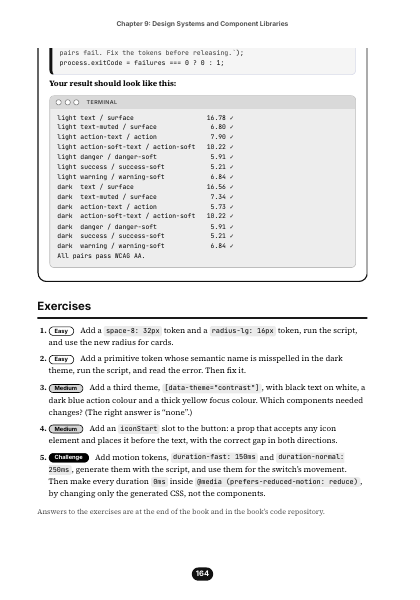 Chapter 9: Design Systems and Component Libraries
pairs fail. Fix the tokens before releasing.`);
process.exitCode = failures === 0 ? 0 : 1;
Your result should look like this:
TERMINAL
light text / surface 16.78 ✓
light text-muted / surface 6.80 ✓
light action-text / action 7.90 ✓
light action-soft-text / action-soft 10.22 ✓
light danger / danger-soft 5.91 ✓
light success / success-soft 5.21 ✓
light warning / warning-soft 6.84 ✓
dark text / surface 16.56 ✓
dark text-muted / surface 7.34 ✓
dark action-text / action 5.73 ✓
dark action-soft-text / action-soft 10.22 ✓
dark danger / danger-soft 5.91 ✓
dark success / success-soft 5.21 ✓
dark warning / warning-soft 6.84 ✓
All pairs pass WCAG AA.
Exercises
1. Easy Add a space-8: 32px token and a radius-lg: 16px token, run the script,
and use the new radius for cards.
2. Easy Add a primitive token whose semantic name is misspelled in the dark
theme, run the script, and read the error. Then fix it.
3. Medium Add a third theme, [data-theme="contrast"], with black text on white, a
dark blue action colour and a thick yellow focus colour. Which components needed
changes? (The right answer is “none”.)
4. Medium Add an iconStart slot to the button: a prop that accepts any icon
element and places it before the text, with the correct gap in both directions.
5. Challenge Add motion tokens, duration-fast: 150ms and duration-normal:
250ms, generate them with the script, and use them for the switch’s movement.
Then make every duration 0ms inside @media (prefers-reduced-motion: reduce),
by changing only the generated CSS, not the components.
Answers to the exercises are at the end of the book and in the book’s code repository.
164